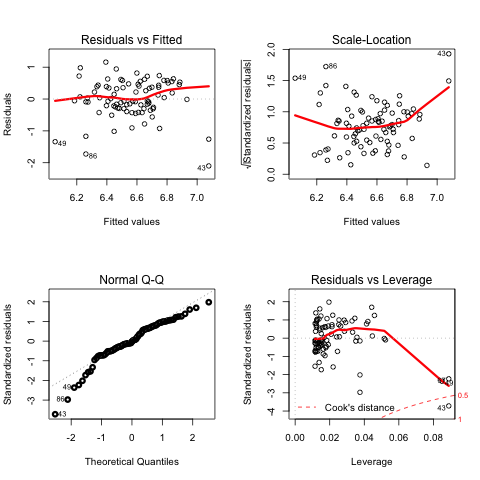 Residuals vs Fitted
Residuals
1
0
-1
-2
49
86
43
6.2 6.4 6.6 6.8 7.0
Fitted values
Scale-Location
√|Standardized residuals|
2.0
1.5
1.0
0.5
0.0
49
86
43
6.2 6.4 6.6 6.8 7.0
Fitted values
Normal Q-Q
Standardized residuals
2
1
0
-1
-2
-3
49
86
43
-2 -1 0 1 2
Theoretical Quantiles
Residuals vs Leverage
Standardized residuals
2
1
0
-1
-2
-3
-4
43
0.5
1
Cook's distance
0.00 0.02 0.04 0.06 0.08
Leverage